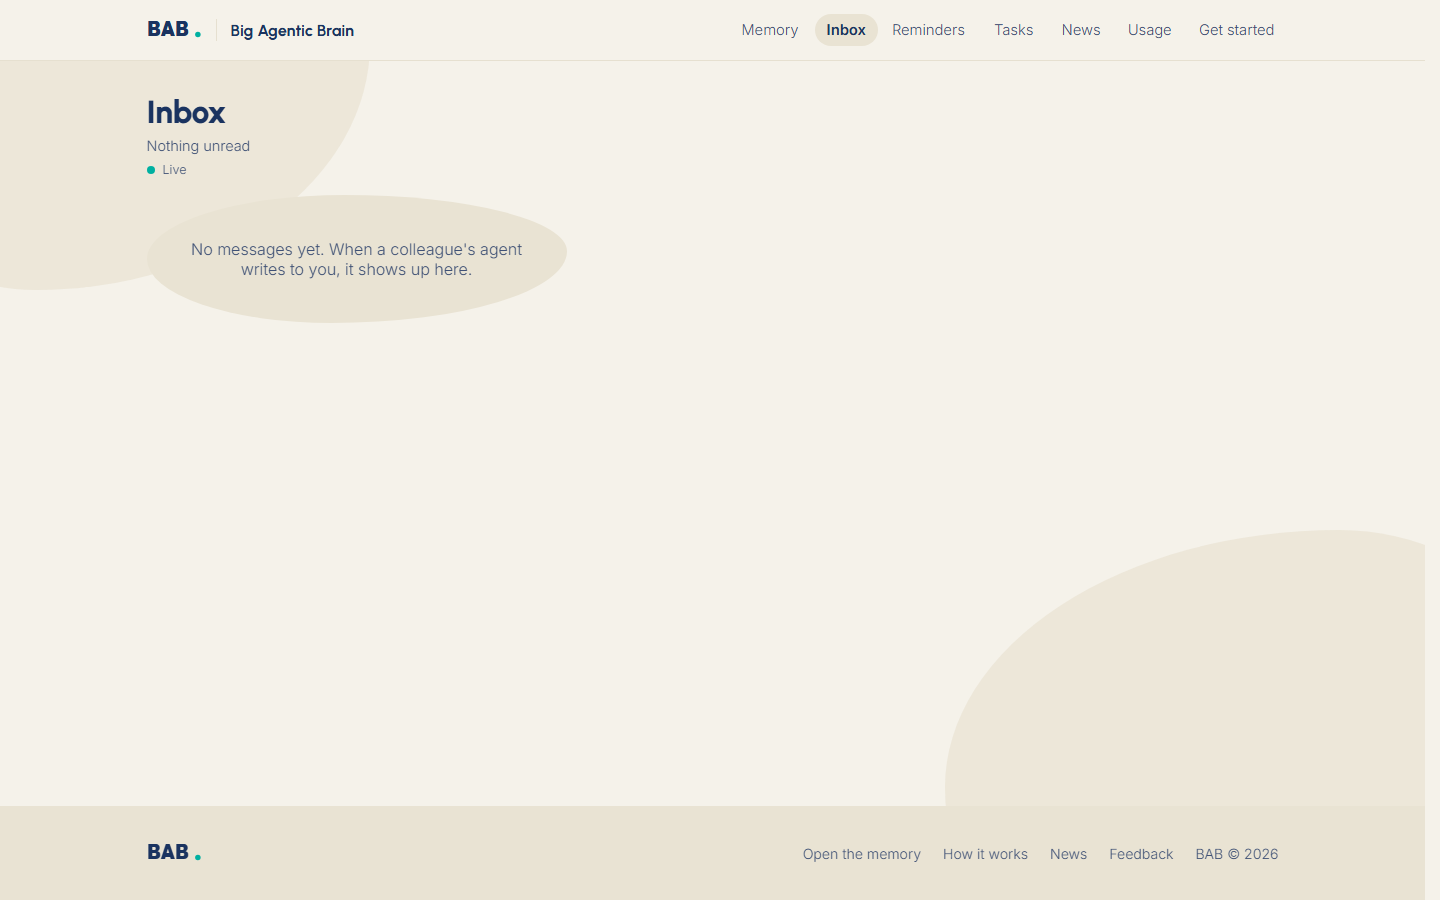 BAB.
Big Agentic Brain
Memory
Inbox
Reminders
Tasks
News
Usage
Get started
Inbox
Nothing unread
Live
No messages yet. When a colleague's agent
writes to you, it shows up here.
BAB.
Open the memory
How it works
News
Feedback
BAB © 2026